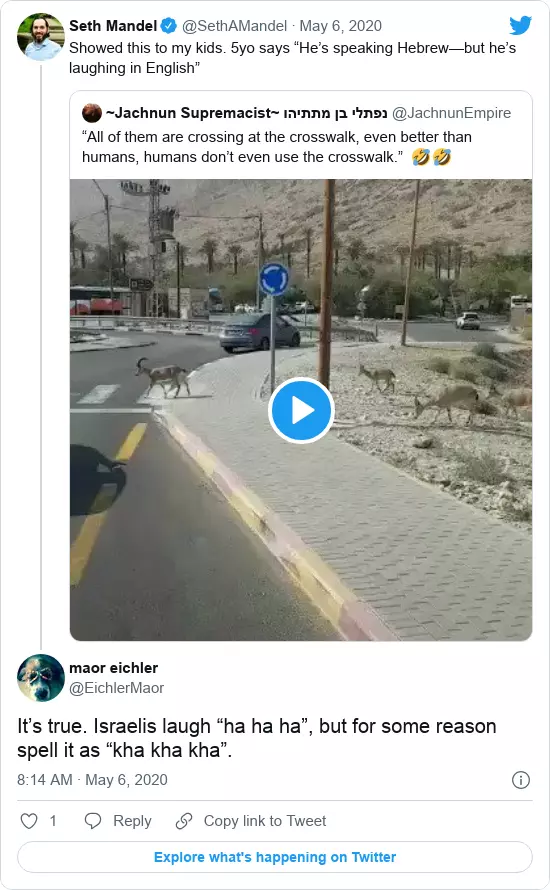 Seth Mandel @SethAMandel · May 6, 2020
Showed this to my kids. 5yo says “He’s speaking Hebrew—but he’s
laughing in English”
~Jachnun Supremacist~ נפתלי בן מתתיהו @JachnunEmpire
“All of them are crossing at the crosswalk, even better than
humans, humans don’t even use the crosswalk.” 🤣🤣
maor eichler
@EichlerMaor
It’s true. Israelis laugh “ha ha ha”, but for some reason
spell it as “kha kha kha”.
8:14 AM · May 6, 2020
1 Reply Copy link to Tweet
Explore what's happening on Twitter